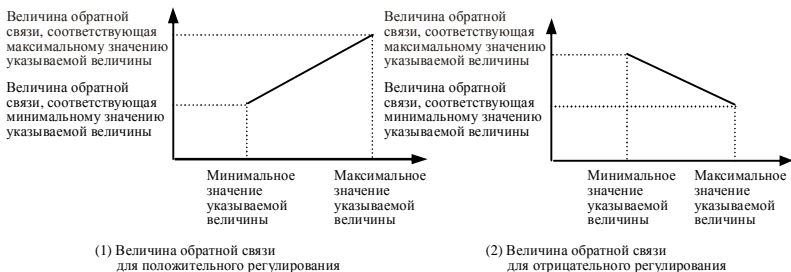 Величина обратной
связи, соответствующая
максимальному значению
указываемой величины
Величина обратной
связи, соответствующая
минимальному значению
указываемой величины
Минимальное
значение
указываемой
величины
Максимальное
значение
указываемой
величины
(1) Величина обратной связи
для положительного регулирования
Величина обратной
связи, соответствующая
максимальному значению
указываемой величины
Величина обратной
связи, соответствующая
минимальному значению
указываемой величины
Минимальное
значение
указываемой
величины
Максимальное
значение
указываемой
величины
(2) Величина обратной связи
для отрицательного регулирования